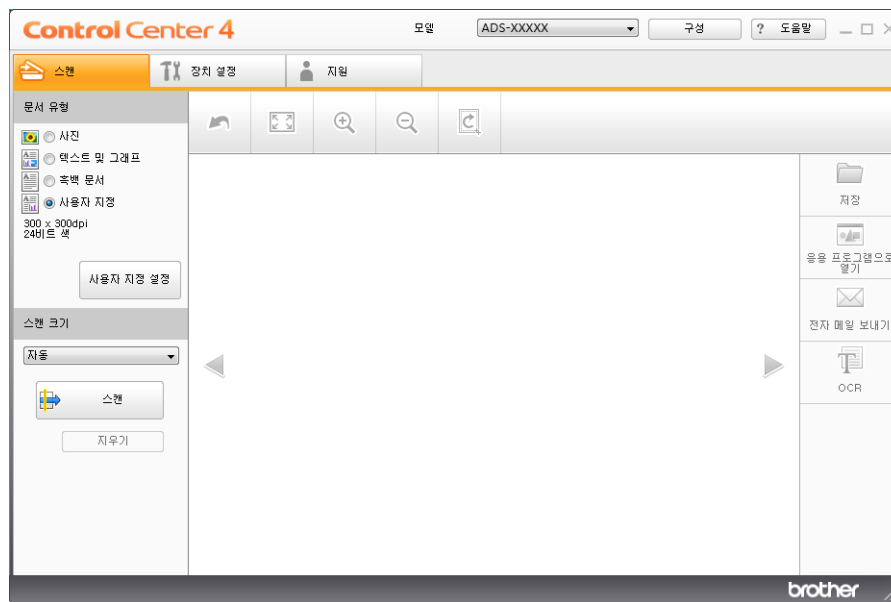 Control Center 4
모델
ADS-XXXXX
구성
? 도움말
스캔
장치 설정
지원
문서 유형
사진
텍스트 및 그래프
흑백 문서
사용자 지정
300 x 300dpi
24비트 색
사용자 지정 설정
스캔 크기
자동
스캔
지우기
저장
응용 프로그램으로
열기
전자 메일 보내기
OCR
brother